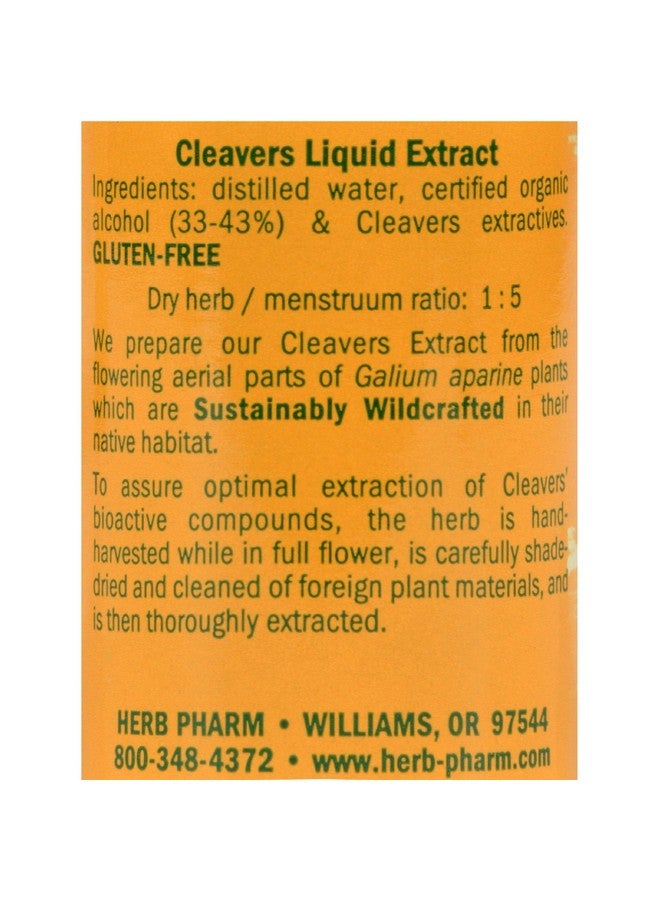 Cleavers Liquid Extract
Ingredients: distilled water, certified organic
alcohol (33-43%) & Cleavers extractives.
GLUTEN-FREE
Dry herb / menstruum ratio: 1:5
We prepare our Cleavers Extract from the
flowering aerial parts of Galium aparine plants
which are Sustainably Wildcrafted in their
native habitat.
To assure optimal extraction of Cleavers'
bioactive compounds, the herb is hand-
harvested while in full flower, is carefully shade-
dried and cleaned of foreign plant materials, and
is then thoroughly extracted.
HERB PHARM • WILLIAMS, OR 97544
800-348-4372 • www.herb-pharm.com